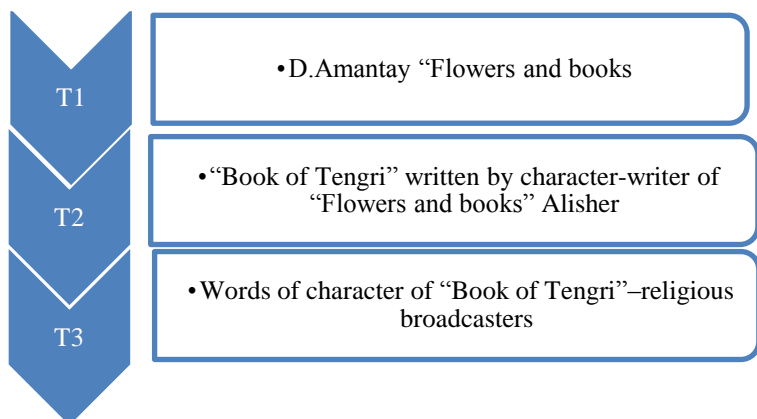 T1
•D.Amantay “Flowers and books
T2
•“Book of Tengri” written by character-writer of
“Flowers and books” Alisher
T3
•Words of character of “Book of Tengri”–religious
broadcasters